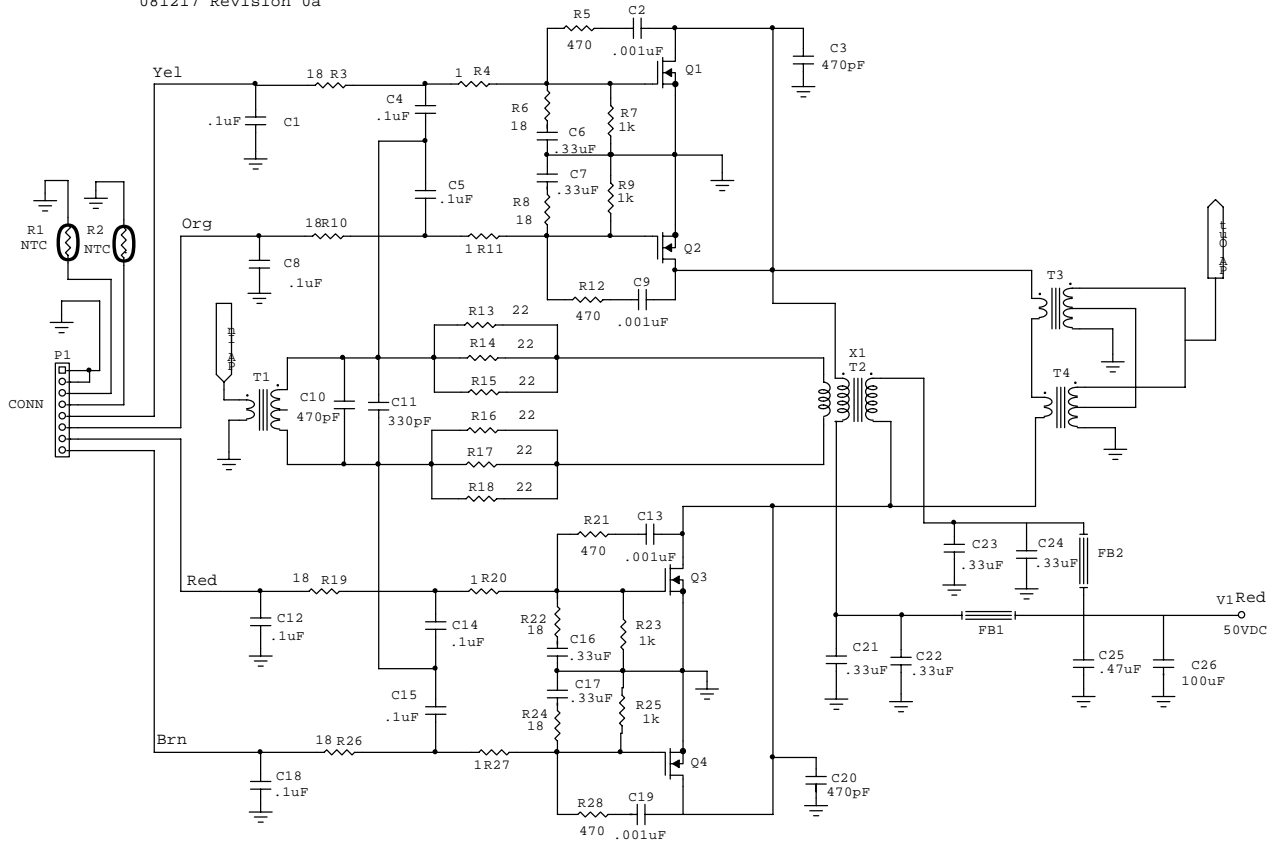 081217 Revision 0a
R5
C2
470
.001uF
C3
470pF
Yel
18 R3
1 R4
Q1
C4
.1uF
.1uF
C1
R6
18
R7
1k
C6
.33uF
C7
.33uF
C5
.1uF
R9
1k
R8
18
Org
R1
NTC
R2
NTC
18R10
1 R11
Q2
C8
.1uF
R12
C9
470
.001uF
PA Out
T3
R13 22
PA In
R14 22
X1
T2
P1
T1
R15 22
T4
CONN
C10
470pF
C11
330pF
R16 22
R17 22
R18 22
R21
C13
470
.001uF
C23
.33uF
C24
.33uF
FB2
Red
18 R19
1 R20
Q3
V1 Red
50VDC
FB1
C12
.1uF
C14
.1uF
R22
18
R23
1k
C16
.33uF
C21
.33uF
C22
.33uF
C25
.47uF
C26
100uF
C17
.33uF
C15
.1uF
R24
18
R25
1k
Brn
18 R26
1R27
Q4
C18
.1uF
C20
470pF
R28
C19
470
.001uF